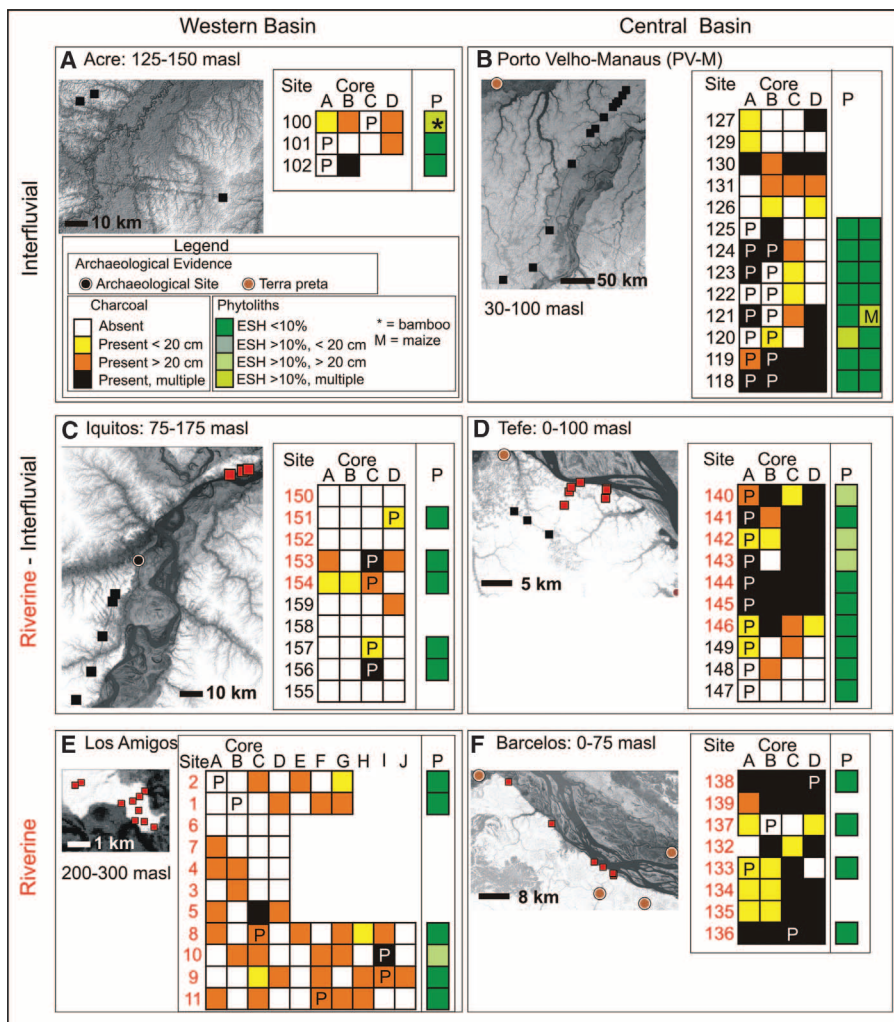 Western Basin
Central Basin
Interfluvial
Riverine - Interfluvial
Riverine
A Acre: 125-150 masl
Site Core P
A B C D
100 P *
101 P
102 P
10 km
Legend
Archaeological Evidence
Archaeological Site Terra preta
Charcoal
Absent
Present < 20 cm
Present > 20 cm
Present, multiple
Phytoliths
ESH <10%
ESH >10%, < 20 cm
ESH >10%, > 20 cm
ESH >10%, multiple
* = bamboo
M = maize
B Porto Velho-Manaus (PV-M)
50 km
30-100 masl
Site Core P
A B C D
127
129
130
131
126
125 P
124 P P
123 P P
122 P P
121 P P M
120 P P
119 P P
118 P P
C Iquitos: 75-175 masl
10 km
Site Core P
A B C D
150
151 P
152
153 P
154 P
159
158
157 P
156 P
155
D Tefe: 0-100 masl
5 km
Site Core P
A B C D
140 P
141 P
142 P
143 P
144 P
145 P
146 P
149 P
148 P
147 P
E Los Amigos
1 km
200-300 masl
Core P
Site A B C D E F G H I J
2 P
1 P
6
7
4
3
5
8 P
10 P
9 P
11 P
F Barcelos: 0-75 masl
8 km
Site Core P
A B C D
138 P
139
137 P
132
133 P
134
135
136 P